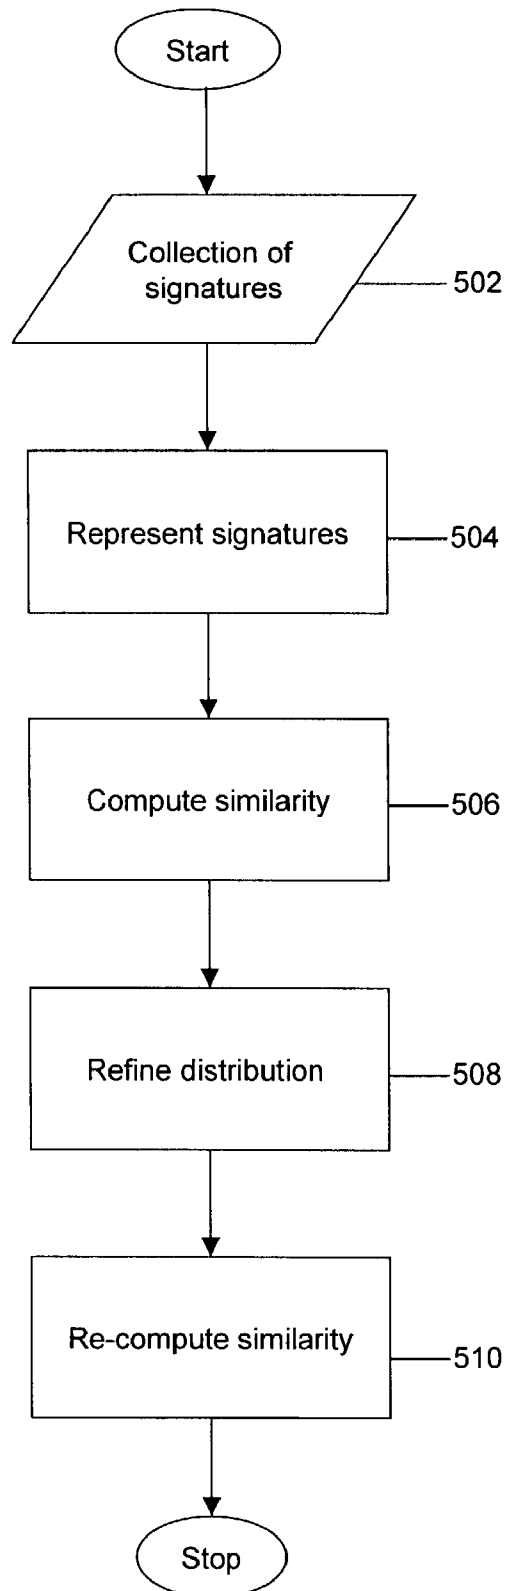 Start
Collection of
signatures
502
Represent signatures
504
Compute similarity
506
Refine distribution
508
Re-compute similarity
510
Stop